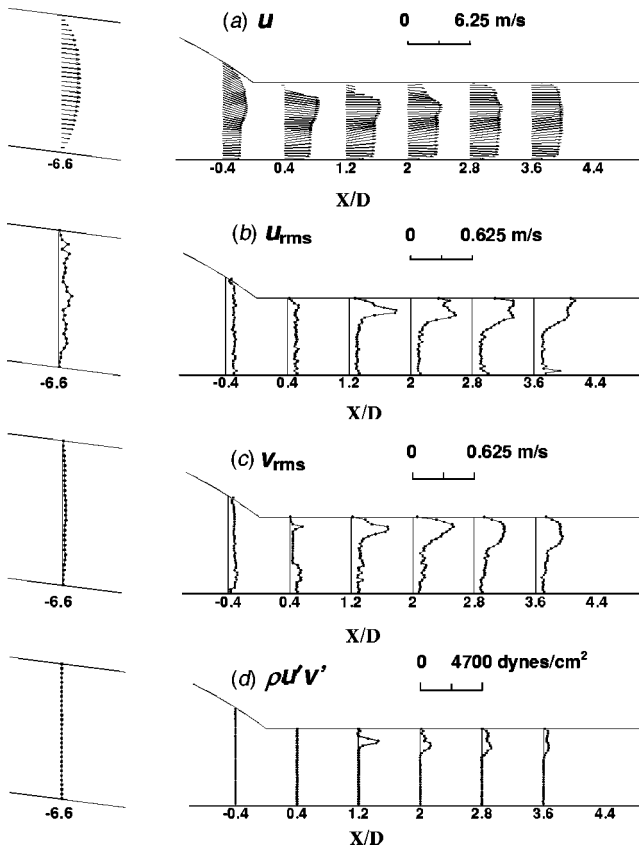 (a) u
0 6.25 m/s
-6.6
-0.4 0.4 1.2 2 2.8 3.6 4.4
X/D
(b) u_rms
0 0.625 m/s
-6.6
-0.4 0.4 1.2 2 2.8 3.6 4.4
X/D
(c) v_rms
0 0.625 m/s
-6.6
-0.4 0.4 1.2 2 2.8 3.6 4.4
X/D
(d) ρu'v'
0 4700 dynes/cm²
-6.6
-0.4 0.4 1.2 2 2.8 3.6 4.4
X/D